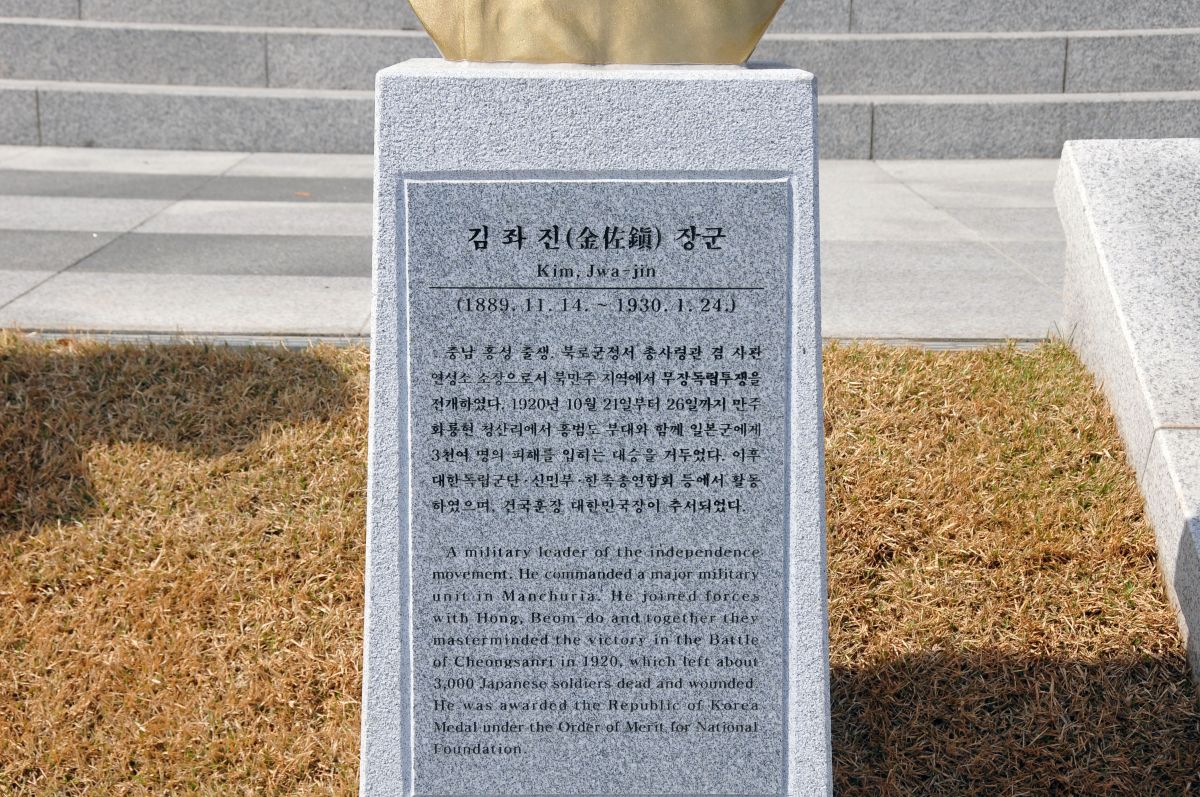 김 좌 진(金佐鎭) 장군
Kim, Jwa-jin
(1889. 11. 14. ~ 1930. 1. 24.)
충남 홍성 출생. 북로군정서 총사령관 겸 사관
연성소 소장으로서 북만주 지역에서 무장독립투쟁을
전개하였다. 1920년 10월 21일부터 26일까지 만주
화룡현 청산리에서 홍범도 부대와 함께 일본군에게
3천여 명의 피해를 입히는 대승을 거두었다. 이후
대한독립군단·신민부·한족총연합회 등에서 활동
하였으며, 건국훈장 대한민국장이 추서되었다.
A military leader of the independence
movement. He commanded a major military
unit in Manchuria. He joined forces
with Hong, Beom-do and together they
masterminded the victory in the Battle
of Cheongsanri in 1920, which left about
3,000 Japanese soldiers dead and wounded.
He was awarded the Republic of Korea
Medal under the Order of Merit for National
Foundation.